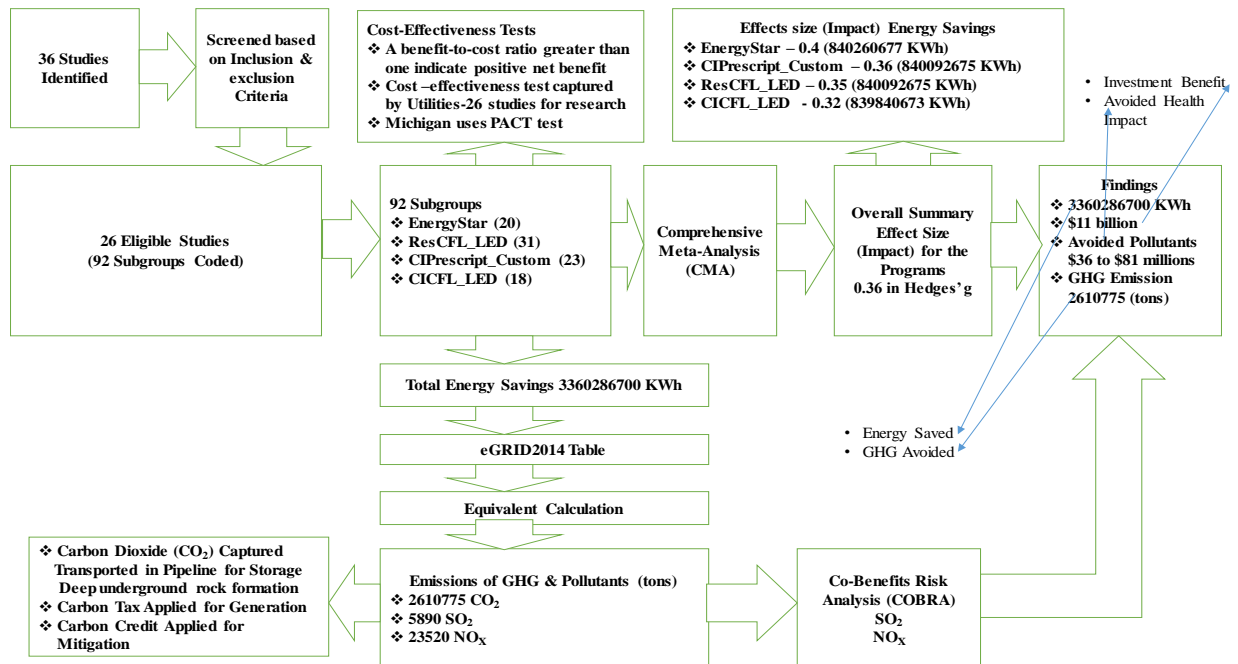 36 Studies
Identified
Screened based
on Inclusion &
exclusion
Criteria
Cost-Effectiveness Tests
❖ A benefit-to-cost ratio greater than
one indicate positive net benefit
❖ Cost –effectiveness test captured
by Utilities-26 studies for research
❖ Michigan uses PACT test
Effects size (Impact) Energy Savings
❖ EnergyStar – 0.4 (840260677 KWh)
❖ CIPrescript_Custom – 0.36 (840092675 KWh)
❖ ResCFL_LED – 0.35 (840092675 KWh)
❖ CICFL_LED - 0.32 (839840673 KWh)
• Investment Benefit
• Avoided Health
Impact
26 Eligible Studies
(92 Subgroups Coded)
92 Subgroups
❖ EnergyStar (20)
❖ ResCFL_LED (31)
❖ CIPrescript_Custom (23)
❖ CICFL_LED (18)
Comprehensive
Meta-Analysis
(CMA)
Overall Summary
Effect Size
(Impact) for the
Programs
0.36 in Hedges'g
Findings
❖ 3360286700 KWh
❖ $11 billion
❖ Avoided Pollutants
$36 to $81 millions
❖ GHG Emission
2610775 (tons)
Total Energy Savings 3360286700 KWh
• Energy Saved
• GHG Avoided
eGRID2014 Table
Equivalent Calculation
❖ Carbon Dioxide (CO₂) Captured
Transported in Pipeline for Storage
Deep underground rock formation
❖ Carbon Tax Applied for Generation
❖ Carbon Credit Applied for
Mitigation
Emissions of GHG & Pollutants (tons)
❖ 2610775 CO₂
❖ 5890 SO₂
❖ 23520 NOX
Co-Benefits Risk
Analysis (COBRA)
SO₂
NOX